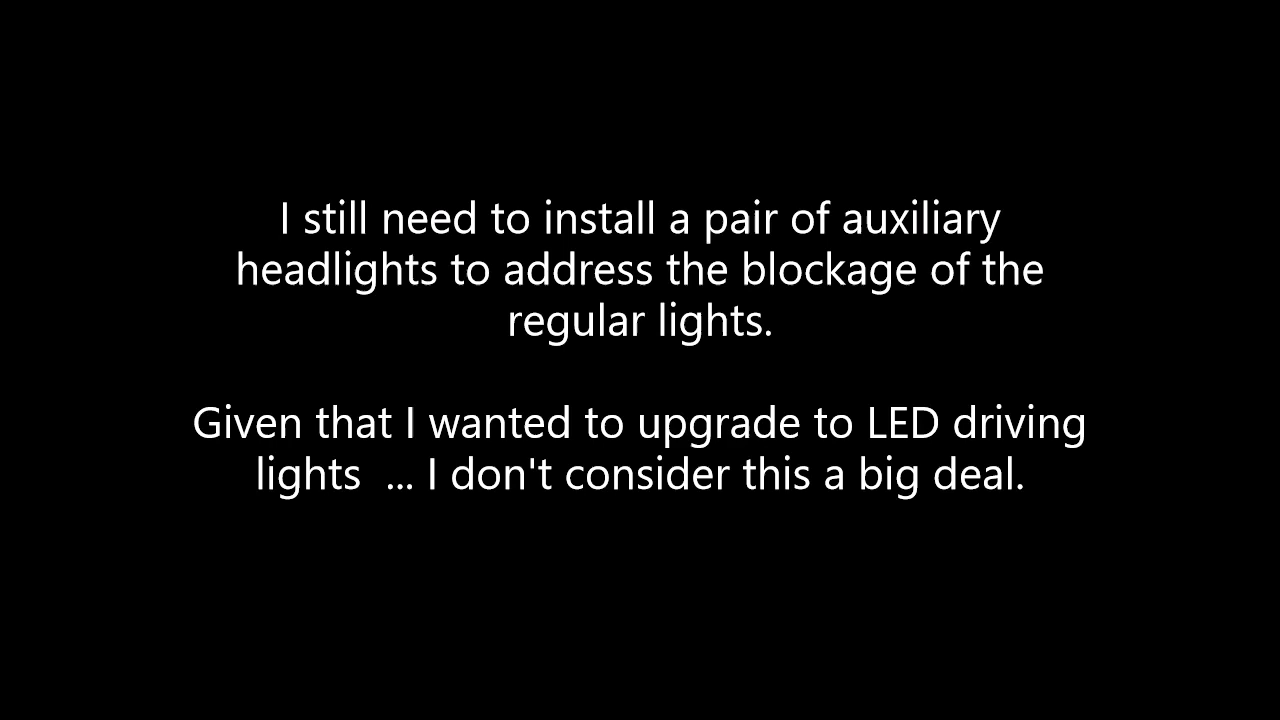 I still need to install a pair of auxiliary
headlights to address the blockage of the
regular lights.
Given that I wanted to upgrade to LED driving
lights  ... I don't consider this a big deal.